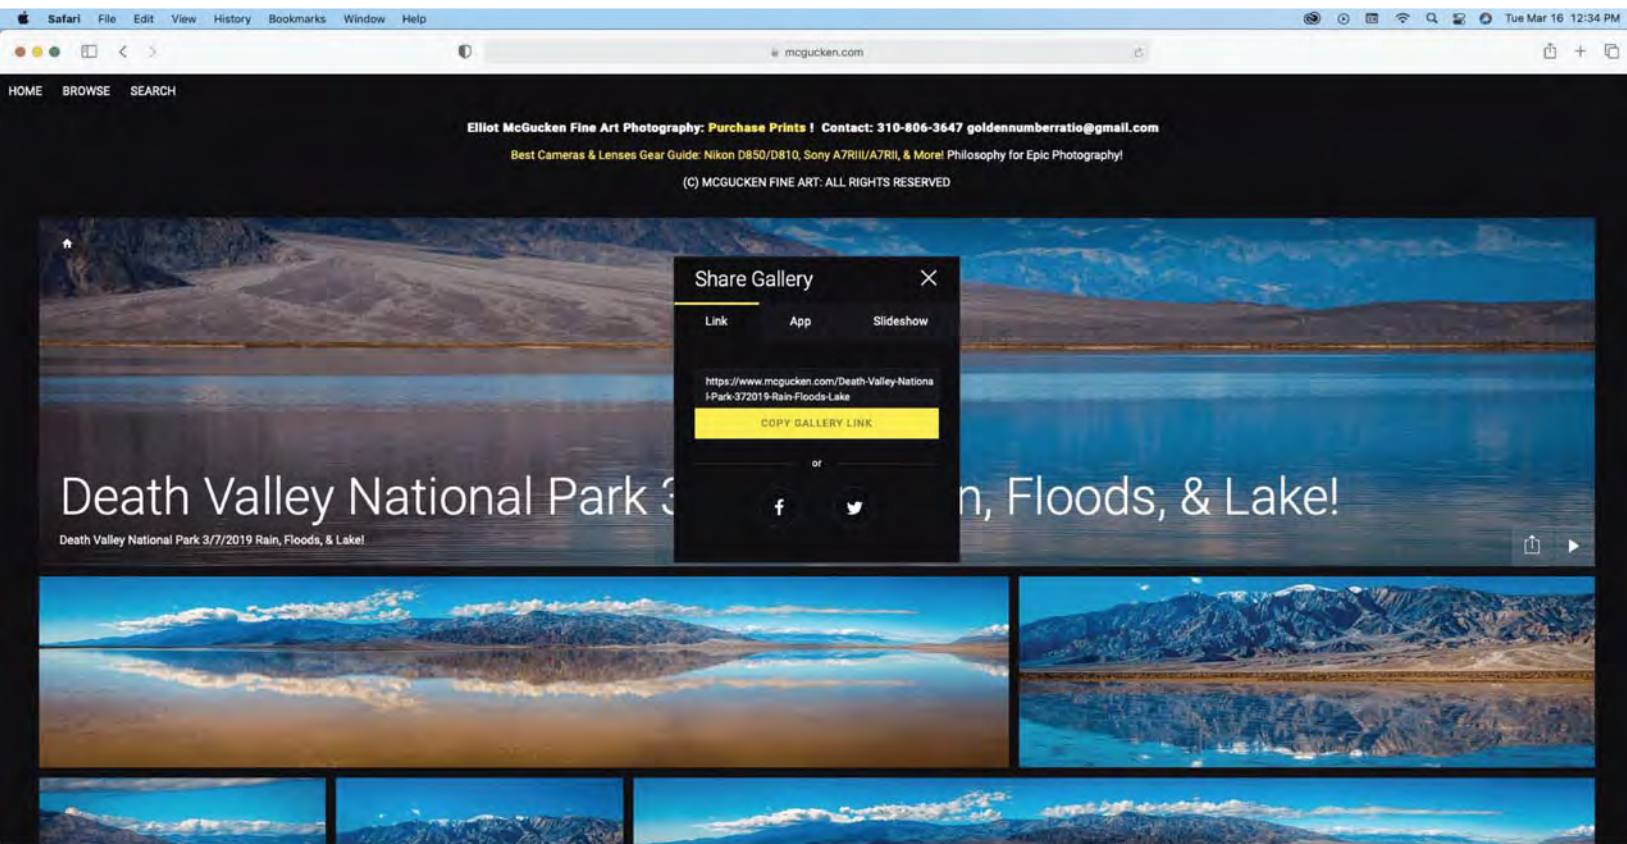 Safari File Edit View History Bookmarks Window Help Tue Mar 16 12:34 PM
mcgucken.com
HOME BROWSE SEARCH
Elliot McGucken Fine Art Photography: Purchase Prints ! Contact: 310-806-3647 goldennumberratio@gmail.com
Best Cameras & Lenses Gear Guide: Nikon D850/D810, Sony A7RIII/A7RII, & More! Philosophy for Epic Photography!
(C) MCGUCKEN FINE ART: ALL RIGHTS RESERVED
Share Gallery
Link App Slideshow
https://www.mcgucken.com/Death-Valley-Nationa
l-Park-372019-Rain-Floods-Lake
COPY GALLERY LINK
or
Death Valley National Park n, Floods, & Lake!
Death Valley National Park 3/7/2019 Rain, Floods, & Lake!